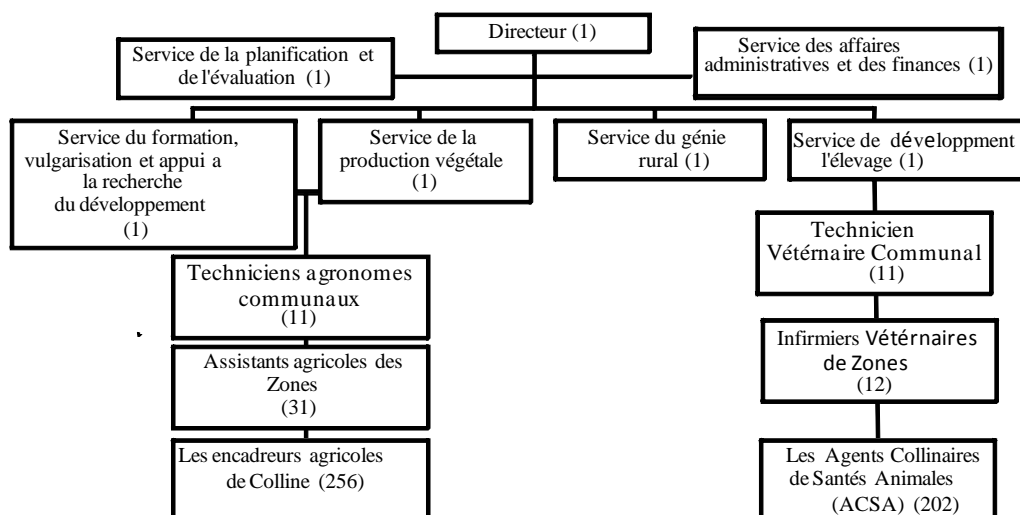 Directeur (1)
Service de la planification et
de l'évaluation (1)
Service des affaires
administratives et des finances (1)
Service du formation,
vulgarisation et appui a
la recherche
du développement
(1)
Service de la
production végétale
(1)
Service du génie
rural (1)
Service de développment
l'élevage (1)
Techniciens agronomes
communaux
(11)
Technicien
Vétérnaire Communal
(11)
Assistants agricoles des
Zones
(31)
Infirmiers Vétérnaires
de Zones
(12)
Les encadreurs agricoles
de Colline (256)
Les Agents Collinaires
de Santés Animales
(ACSA) (202)